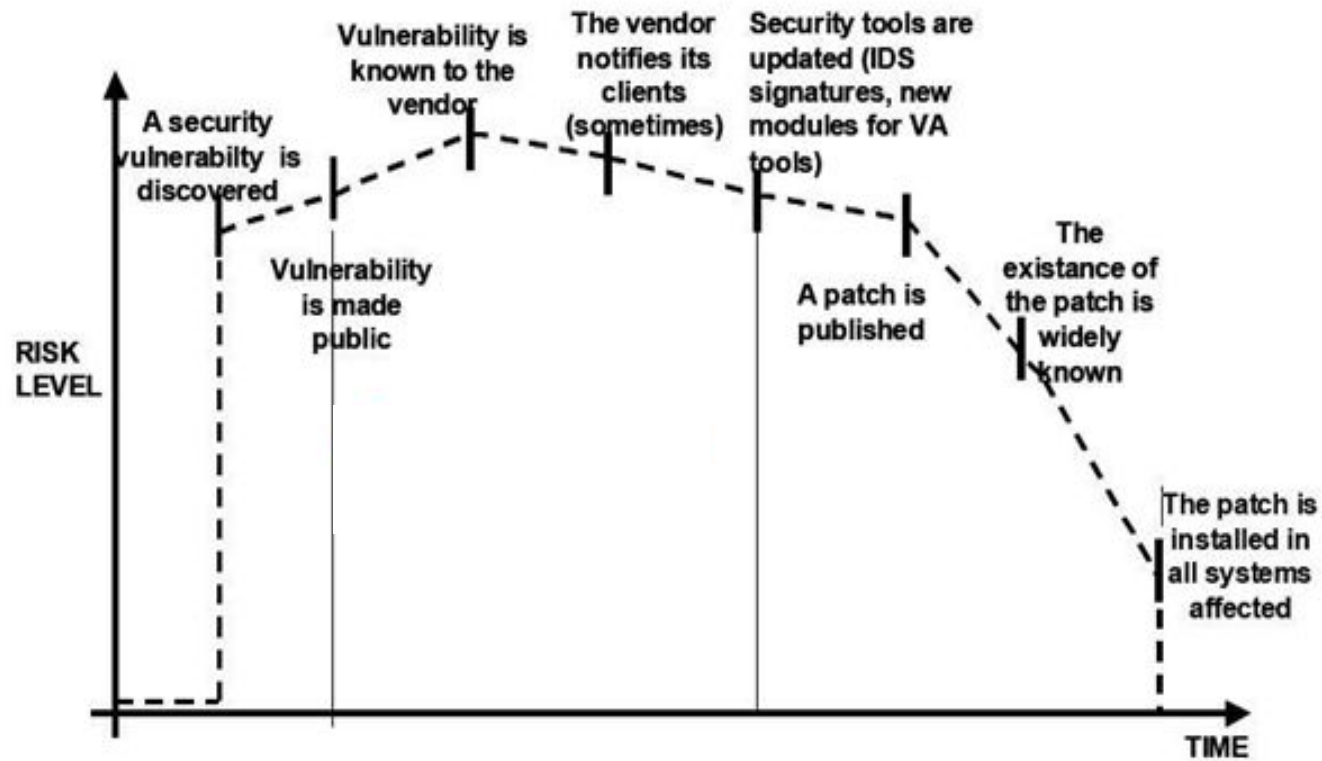 A security
vulnerabilty is
discovered
Vulnerability
is made
public
Vulnerability is
known to the
vendor
The vendor
notifies its
clients
(sometimes)
Security tools are
updated (IDS
signatures, new
modules for VA
tools)
A patch is
published
The
existance of
the patch is
widely
known
The patch is
installed in
all systems
affected
RISK
LEVEL
TIME